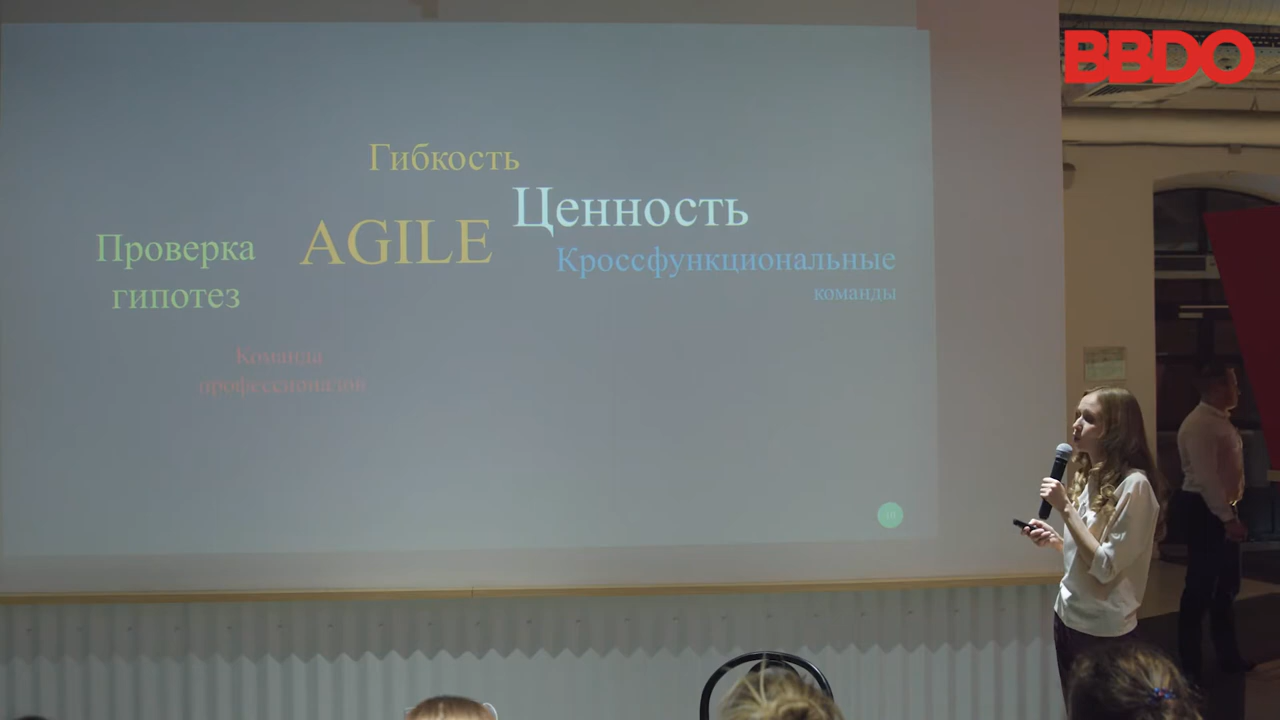 BBDO
Гибкость
Ценность
AGILE
Проверка
гипотез
Кроссфункциональные
команды
Команда
профессионалов